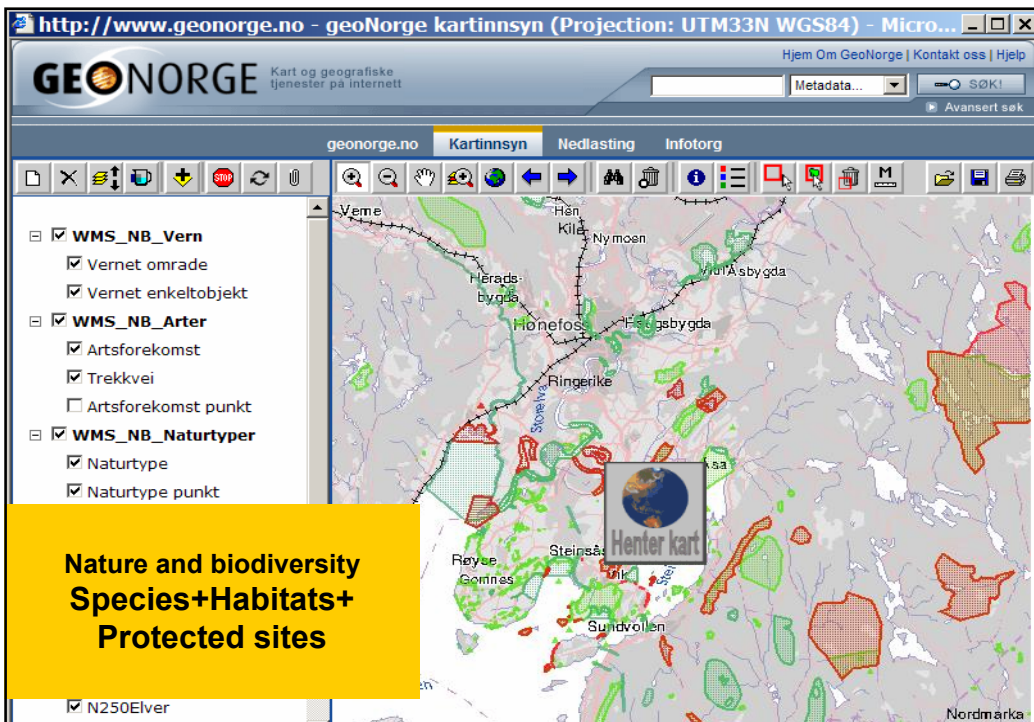 http://www.geonorge.no - geoNorge kartinnsyn (Projection: UTM33N WGS84) - Micro...
Hjem Om GeoNorge | Kontakt oss | Hjelp
GEONORGE
Kart og geografiske
tjenester på internett
Metadata...
SØK!
Avansert søk
geonorge.no Kartinnsyn Nedlasting Infotorg
STOP
M
WMS_NB_Vern
Vernet omrade
Vernet enkeltobjekt
WMS_NB_Arter
Artsforekomst
Trekkvei
Artsforekomst punkt
WMS_NB_Naturtyper
Naturtype
Naturtype punkt
Nature and biodiversity
Species+Habitats+
Protected sites
N250Elver
Veme
Hen
Kile
Nymoen
Åsbygda
Herads-
bygda
Hønefoss
Haugsbygda
Ringerike
Storelva
Åsa
Henter kart
Røyse
Gomnes
Sundvollen
Nordmarka